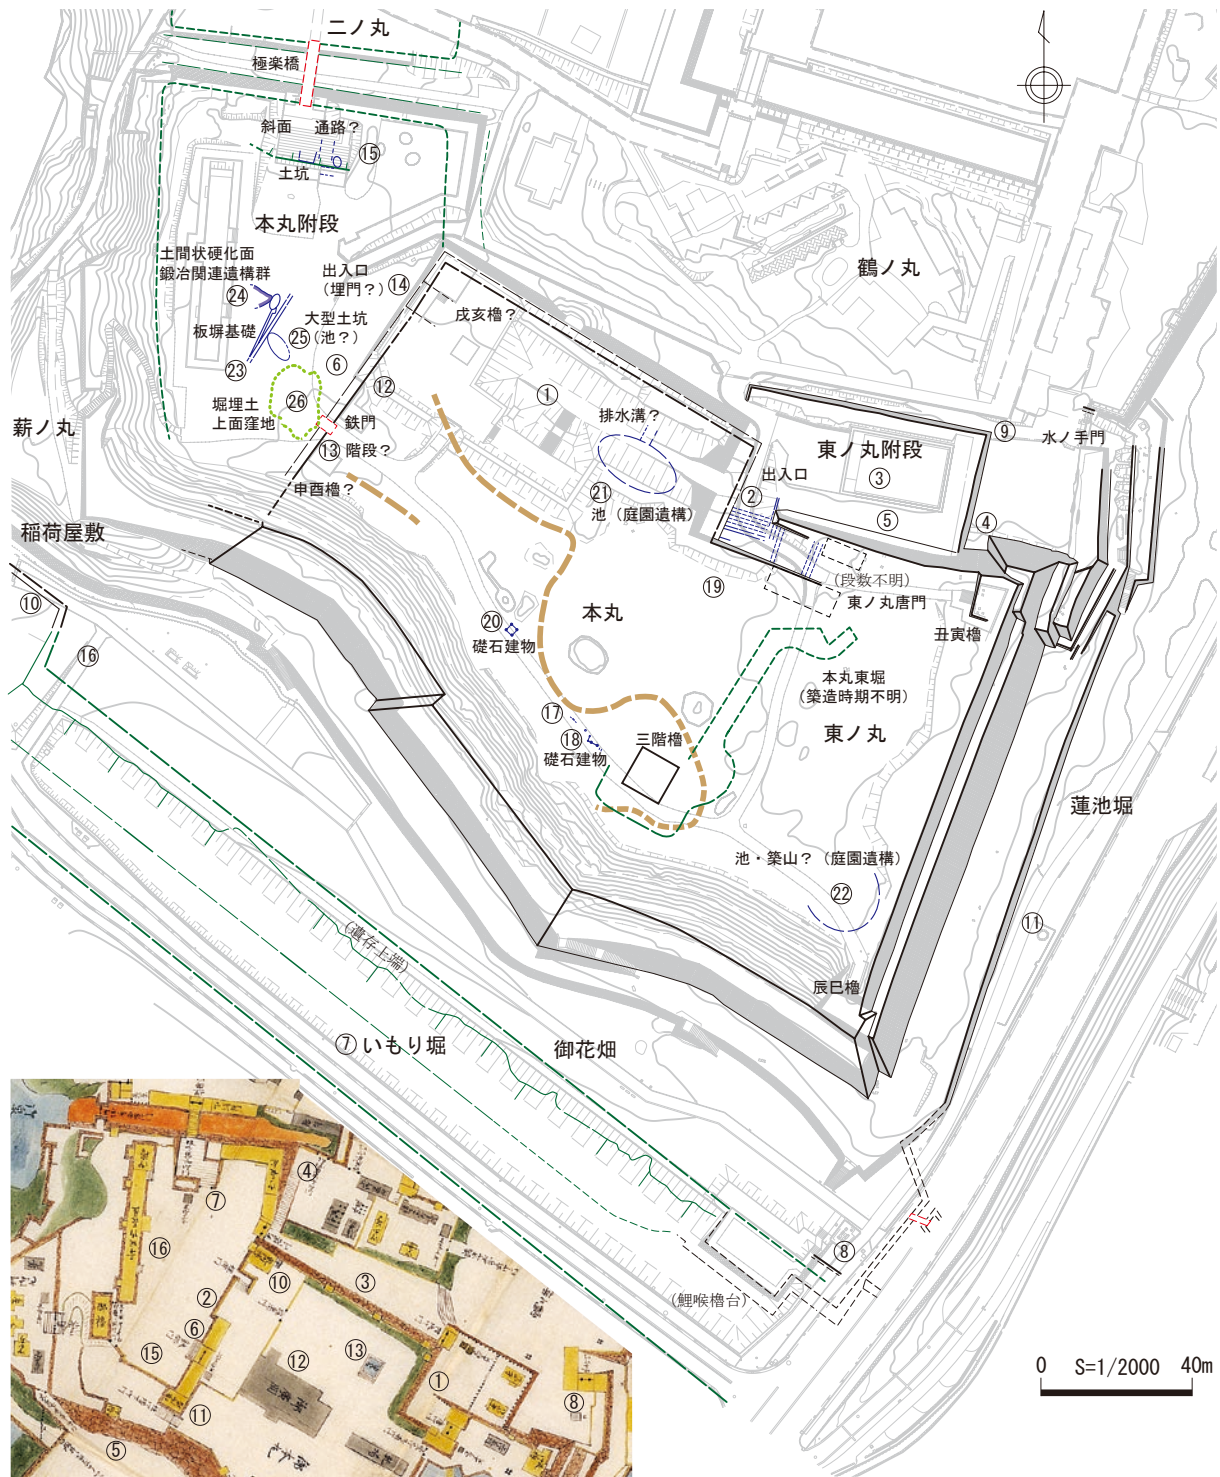 二ノ丸
極楽橋
斜面 通路？
⑮
土坑
本丸附段
土間状硬化面
鍛冶関連遺構群
㉔
出入口
（埋門？）
⑭
鶴ノ丸
戌亥櫓？
板塀基礎
大型土坑
㉕（池？）
㉓
⑥
⑫
①
㉖
堀埋土
上面窪地
鉄門
薪ノ丸
⑬ 階段？
排水溝？
⑨
水ノ手門
東ノ丸附段
③
出入口
②
⑤
④
申酉櫓？
㉑
池（庭園遺構）
稲荷屋敷
⑩
⑯
⑲
（段数不明）
東ノ丸唐門
丑寅櫓
本丸
⑳
礎石建物
本丸東堀
（築造時期不明）
東ノ丸
⑰
⑱
礎石建物
三階櫓
蓮池堀
池・築山？（庭園遺構）
㉒
⑪
（遺存上端）
辰巳櫓
⑦いもり堀
御花畑
⑧
（鯉喉櫓台）
0 S=1/2000 40m
④
⑦
⑯
⑩
③
②
⑥
⑮
⑫
⑬
①
⑪
⑧
⑤